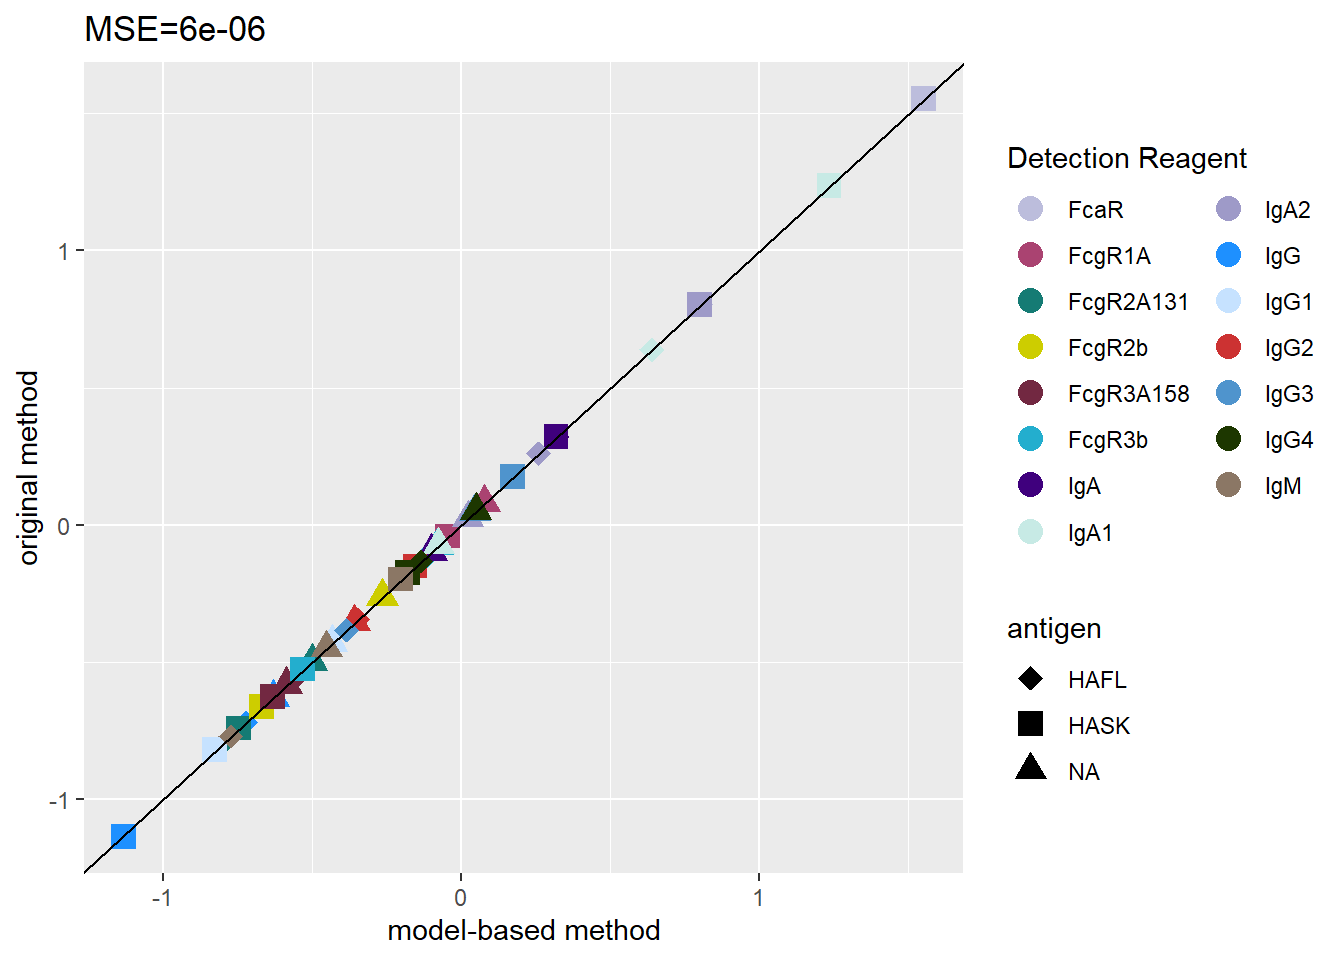 MSE=6e-06
original method
1
0
-1
-1
0
1
model-based method
Detection Reagent
FcaR
FcgR1A
FcgR2A131
FcgR2b
FcgR3A158
FcgR3b
IgA
IgA1
IgA2
IgG
IgG1
IgG2
IgG3
IgG4
IgM
antigen
HAFL
HASK
NA